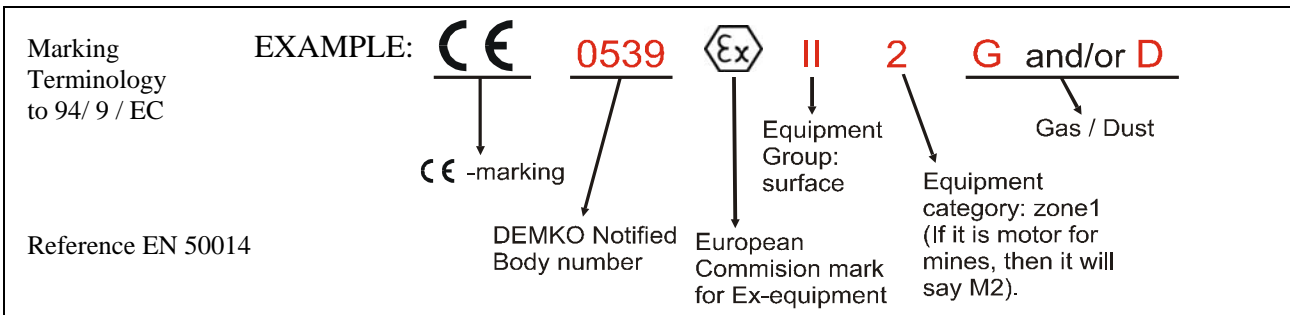 Marking
Terminology
to 94/ 9 / EC
EXAMPLE: CE 0539 Ex II 2 G and/or D
CE -marking
DEMKO Notified
Body number
European
Commision mark
for Ex-equipment
Equipment
Group:
surface
Equipment
category: zone1
(If it is motor for
mines, then it will
say M2).
Gas / Dust
Reference EN 50014